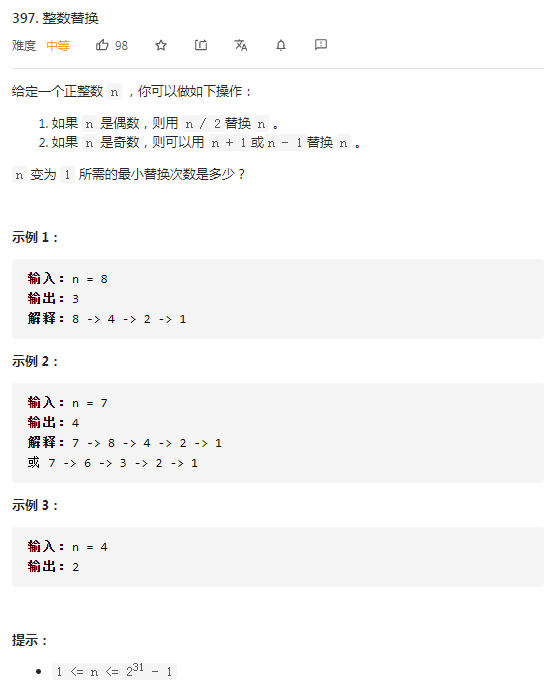 397. 整数替换
难度 中等 98
给定一个正整数 n ，你可以做如下操作：
1. 如果 n 是偶数，则用 n / 2 替换 n 。
2. 如果 n 是奇数，则可以用 n + 1 或 n - 1 替换 n 。
n 变为 1 所需的最小替换次数是多少？
示例 1：
输入：n = 8
输出：3
解释：8 -> 4 -> 2 -> 1
示例 2：
输入：n = 7
输出：4
解释：7 -> 8 -> 4 -> 2 -> 1
或 7 -> 6 -> 3 -> 2 -> 1
示例 3：
输入：n = 4
输出：2
提示：
• 1 <= n <= 2³¹ - 1